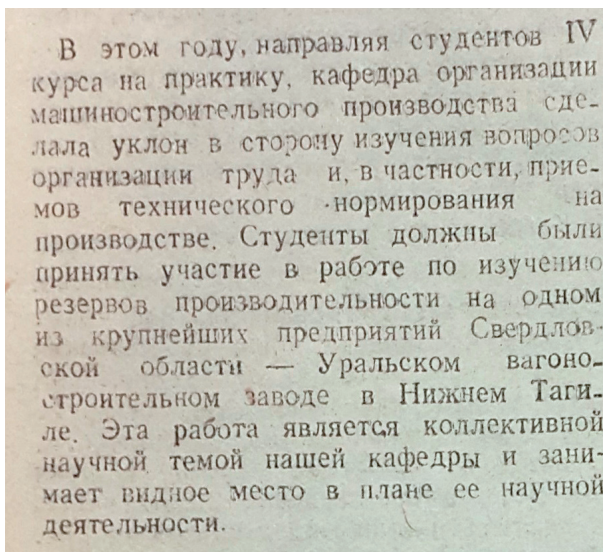 В этом году, направляя студентов IV
курса на практику, кафедра организации
машиностроительного производства сде-
лала уклон в сторону изучения вопросов
организации труда и, в частности, прие-
мов технического нормирования на
производстве. Студенты должны были
принять участие в работе по изучению
резервов производительности на одном
из крупнейших предприятий Свердлов-
ской области — Уральском вагоно-
строительном заводе в Нижнем Таги-
ле. Эта работа является коллективной
научной темой нашей кафедры и зани-
мает видное место в плане ее научной
деятельности.